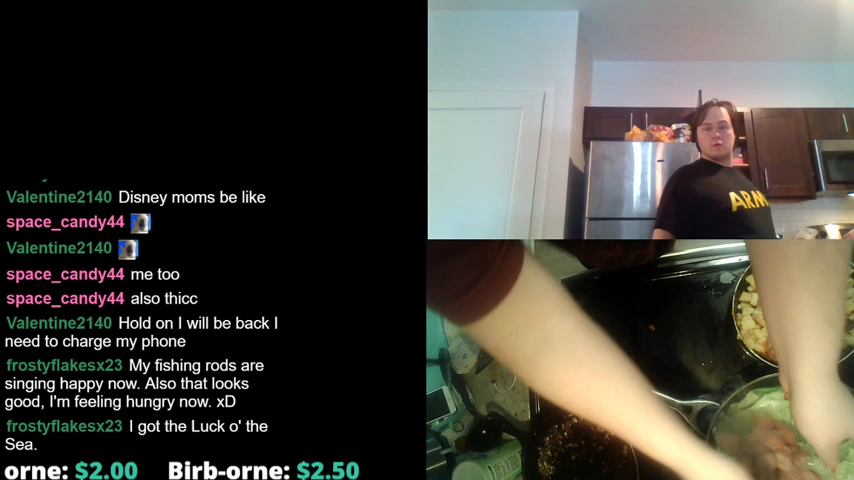 Valentine2140 Disney moms be like
space_candy44
Valentine2140
space_candy44 me too
space_candy44 also thicc
Valentine2140 Hold on I will be back I
need to charge my phone
frostyflakesx23 My fishing rods are
singing happy now. Also that looks
good, I'm feeling hungry now. xD
frostyflakesx23 I got the Luck o' the
Sea.
orne: $2.00 Birb-orne: $2.50
ARM